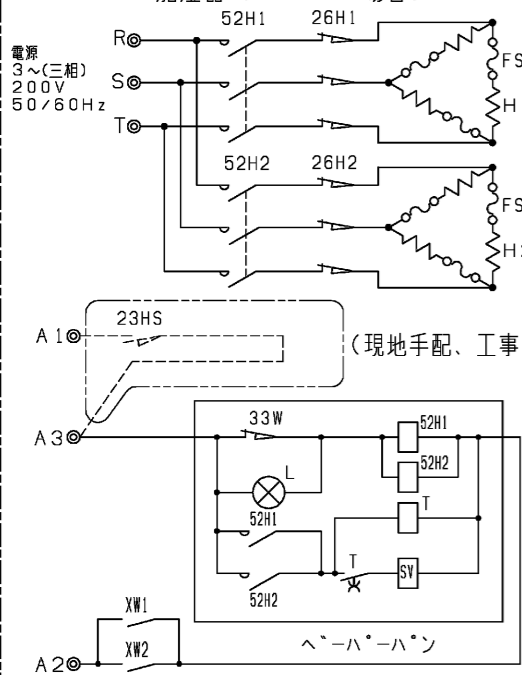 52H1 26H1
R
電源
3~(三相)
200V
50/60Hz
S
FS
H
T
52H2 26H2
FS
H
23HS
A1
(現地手配、工事
A3
33W
52H1
52H2
L
T
52H1
T
SV
52H2
XW1
XW2
ベーパーパン
A2